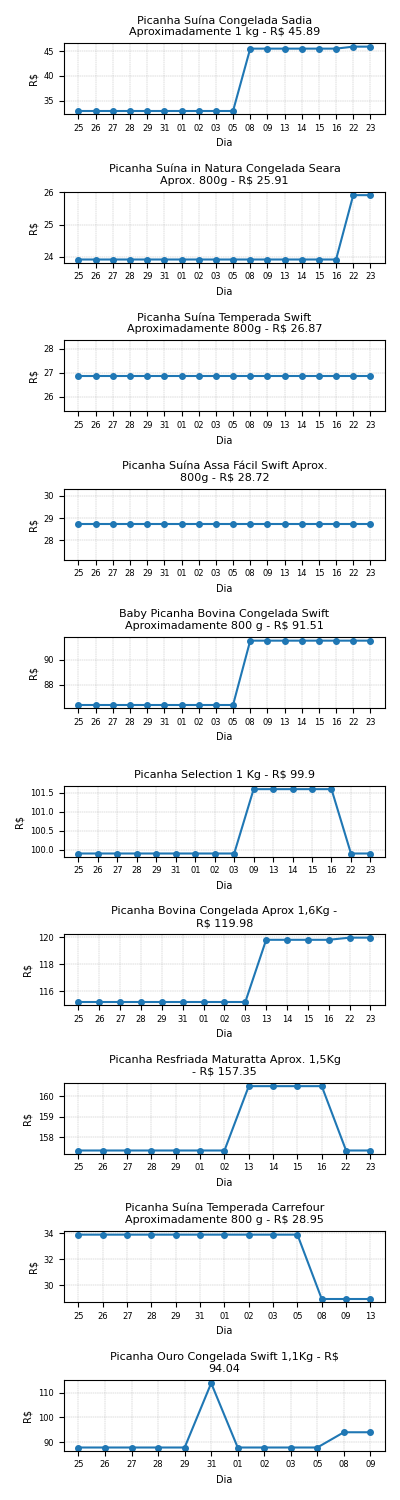 Picanha Suína Congelada Sadia
Aproximadamente 1 kg - R$ 45.89
45
40
35
R$
25 26 27 28 29 31 01 02 03 05 08 09 13 14 15 16 22 23
Dia
Picanha Suína in Natura Congelada Seara
Aprox. 800g - R$ 25.91
26
25
24
R$
25 26 27 28 29 31 01 02 03 05 08 09 13 14 15 16 22 23
Dia
Picanha Suína Temperada Swift
Aproximadamente 800g - R$ 26.87
28
27
26
R$
25 26 27 28 29 31 01 02 03 05 08 09 13 14 15 16 22 23
Dia
Picanha Suína Assa Fácil Swift Aprox.
800g - R$ 28.72
30
29
28
R$
25 26 27 28 29 31 01 02 03 05 08 09 13 14 15 16 22 23
Dia
Baby Picanha Bovina Congelada Swift
Aproximadamente 800 g - R$ 91.51
90
88
R$
25 26 27 28 29 31 01 02 03 05 08 09 13 14 15 16 22 23
Dia
Picanha Selection 1 Kg - R$ 99.9
101.5
101.0
100.5
100.0
R$
25 26 27 28 29 31 01 02 03 09 13 14 15 16 22 23
Dia
Picanha Bovina Congelada Aprox 1,6Kg -
R$ 119.98
120
118
116
R$
25 26 27 28 29 31 01 02 03 13 14 15 16 22 23
Dia
Picanha Resfriada Maturatta Aprox. 1,5Kg
- R$ 157.35
160
159
158
R$
25 26 27 28 29 01 02 13 14 15 16 22 23
Dia
Picanha Suína Temperada Carrefour
Aproximadamente 800 g - R$ 28.95
34
32
30
R$
25 26 27 28 29 31 01 02 03 05 08 09 13
Dia
Picanha Ouro Congelada Swift 1,1Kg - R$
94.04
110
100
90
R$
25 26 27 28 29 31 01 02 03 05 08 09
Dia